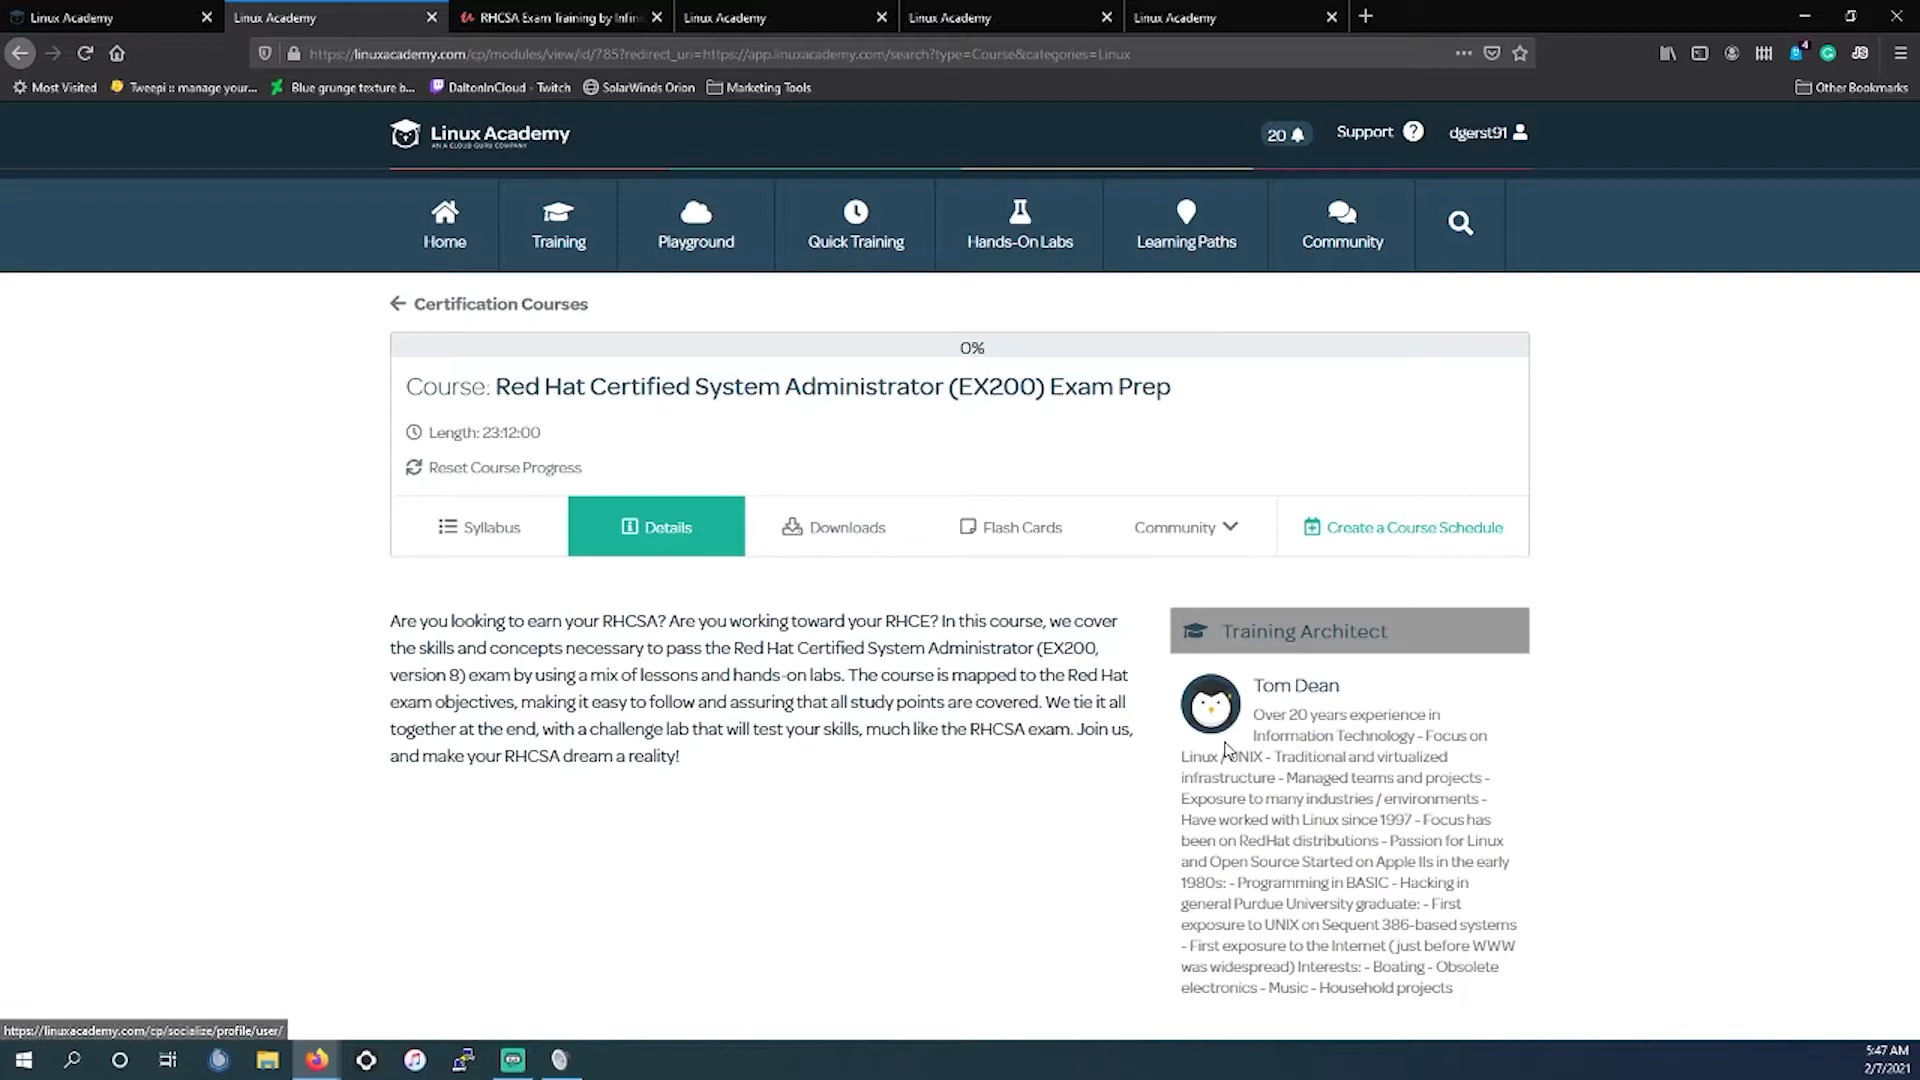 Linux Academy
Linux Academy
RHCSA Exam Training by Infin
Linux Academy
Linux Academy
Linux Academy
https://linuxacademy.com/cp/modules/view/id/785?redirect_uri=https://app.linuxacademy.com/search?type=Course&categories=Linux
4
JS
Most Visited
Tweepi :: manage your...
Blue grunge texture b...
DaltonInCloud - Twitch
SolarWinds Orion
Marketing Tools
Other Bookmarks
Linux Academy
AN A CLOUD GURU COMPANY
20
Support ?
dgerst91
Home
Training
Playground
Quick Training
Hands-On Labs
Learning Paths
Community
Certification Courses
0%
Course: Red Hat Certified System Administrator (EX200) Exam Prep
Length: 23:12:00
Reset Course Progress
Syllabus
Details
Downloads
Flash Cards
Community
Create a Course Schedule
Are you looking to earn your RHCSA? Are you working toward your RHCE? In this course, we cover
the skills and concepts necessary to pass the Red Hat Certified System Administrator (EX200,
version 8) exam by using a mix of lessons and hands-on labs. The course is mapped to the Red Hat
exam objectives, making it easy to follow and assuring that all study points are covered. We tie it all
together at the end, with a challenge lab that will test your skills, much like the RHCSA exam. Join us,
and make your RHCSA dream a reality!
Training Architect
Tom Dean
Over 20 years experience in
Information Technology - Focus on
Linux / UNIX - Traditional and virtualized
infrastructure - Managed teams and projects -
Exposure to many industries / environments -
Have worked with Linux since 1997 - Focus has
been on RedHat distributions - Passion for Linux
and Open Source Started on Apple IIs in the early
1980s: - Programming in BASIC - Hacking in
general Purdue University graduate: - First
exposure to UNIX on Sequent 386-based systems
- First exposure to the Internet (just before WWW
was widespread) Interests: - Boating - Obsolete
electronics - Music - Household projects
https://linuxacademy.com/cp/socialize/profile/user/
5:47 AM
2/7/2021